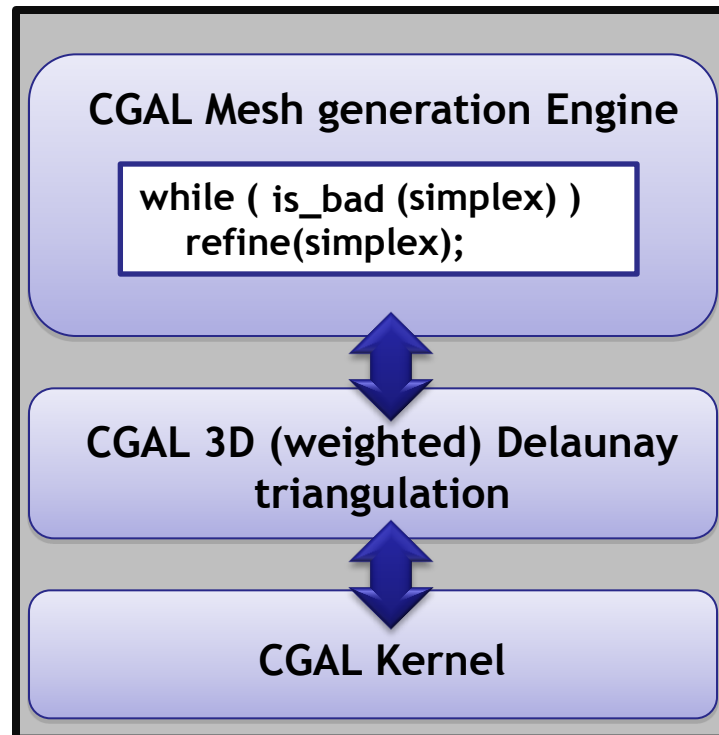 CGAL Mesh generation Engine
while ( is_bad (simplex) )
refine(simplex);
CGAL 3D (weighted) Delaunay
triangulation
CGAL Kernel